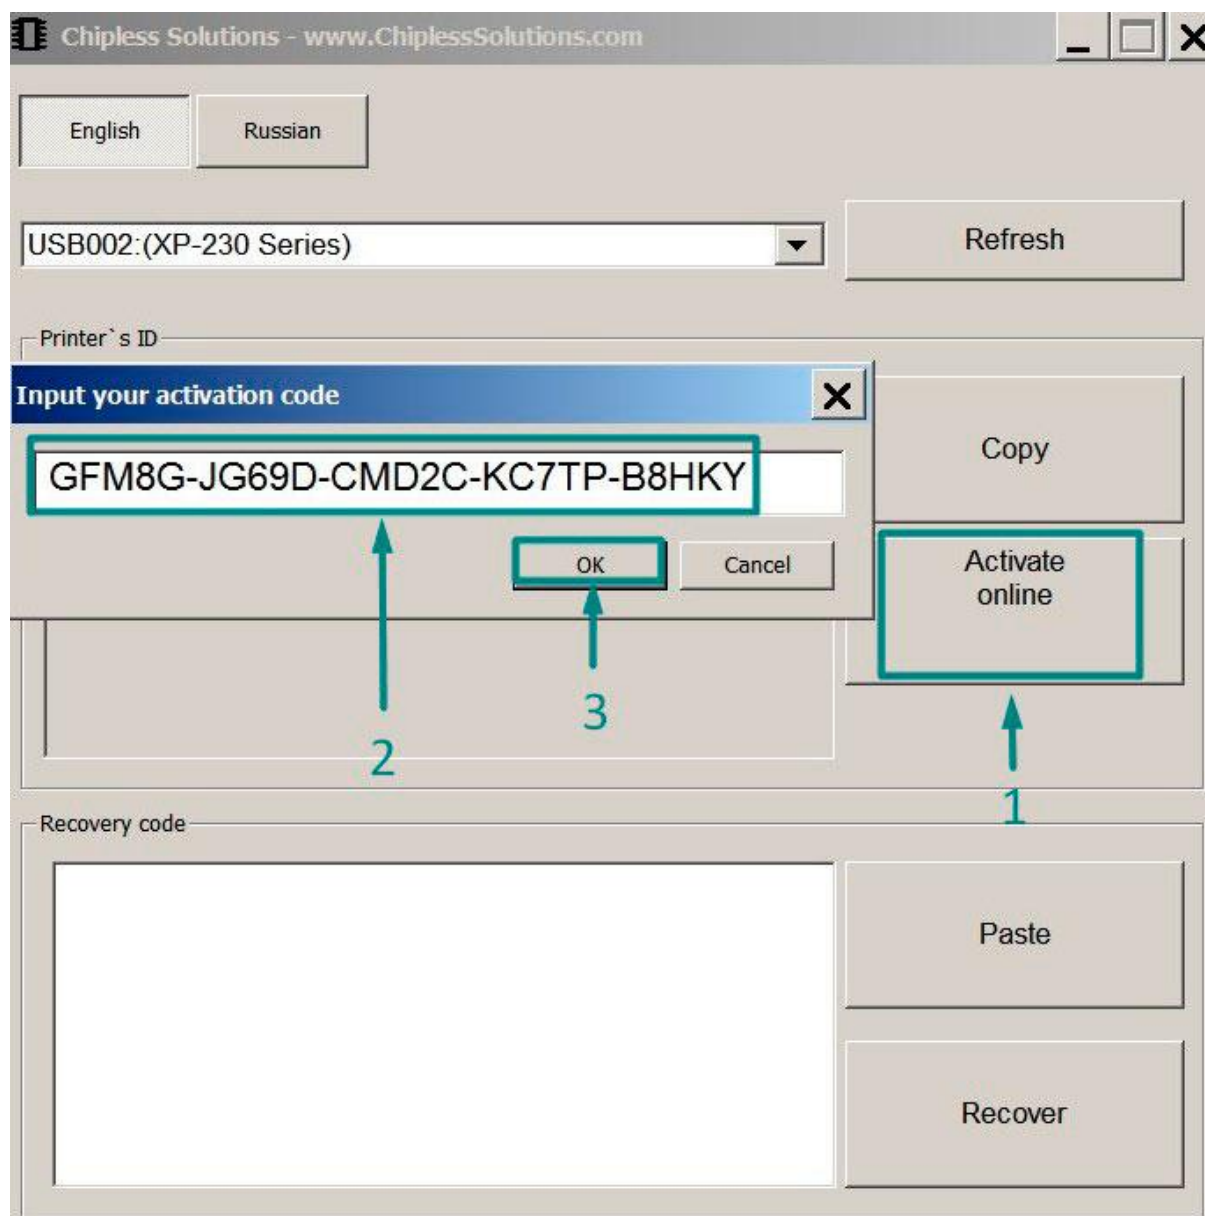 Chipless Solutions - www.ChiplessSolutions.com
English
Russian
USB002:(XP-230 Series)
Refresh
Printer`s ID
Input your activation code
Copy
GFM8G-JG69D-CMD2C-KC7TP-B8HKY
OK
Cancel
Activate
online
3
2
1
Recovery code
Paste
Recover